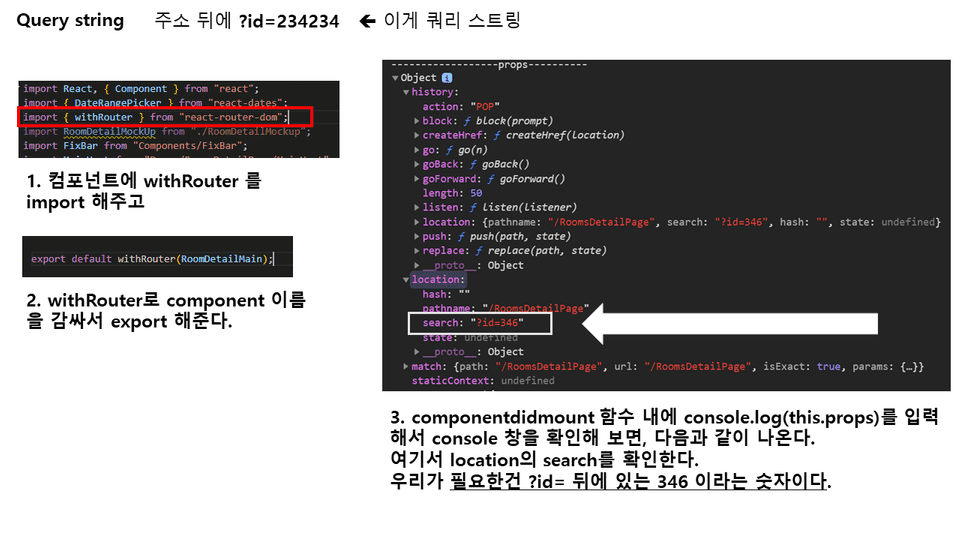 Query string 주소 뒤에 ?id=234234 ← 이게 쿼리 스트링
import React, { Component } from "react";
import { DateRangePicker } from "react-dates";
import { withRouter } from "react-router-dom";
import RoomDetailMockUp from "./RoomDetailMockup";
import FixBar from "Components/FixBar";
1. 컴포넌트에 withRouter 를
import 해주고
export default withRouter(RoomDetailMain);
2. withRouter로 component 이름
을 감싸서 export 해준다.
-------------------props----------
Object i
history:
action: "POP"
block: ƒ block(prompt)
createHref: ƒ createHref(location)
go: ƒ go(n)
goBack: ƒ goBack()
goForward: ƒ goForward()
length: 50
listen: ƒ listen(listener)
location: {pathname: "/RoomsDetailPage", search: "?id=346", hash: "", state: undefined}
push: ƒ push(path, state)
replace: ƒ replace(path, state)
__proto__: Object
location:
hash: ""
pathname: "/RoomsDetailPage"
search: "?id=346"
state: undefined
__proto__: Object
match: {path: "/RoomsDetailPage", url: "/RoomsDetailPage", isExact: true, params: {…}}
staticContext: undefined
3. componentdidmount 함수 내에 console.log(this.props)를 입력
해서 console 창을 확인해 보면, 다음과 같이 나온다.
여기서 location의 search를 확인한다.
우리가 필요한건 ?id= 뒤에 있는 346 이라는 숫자이다.